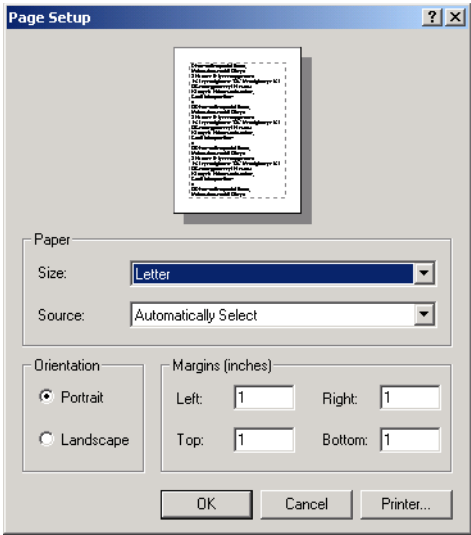 Page Setup
Paper
Size: Letter
Source: Automatically Select
Orientation
Portrait
Landscape
Margins (inches)
Left: 1 Right: 1
Top: 1 Bottom: 1
OK Cancel Printer...